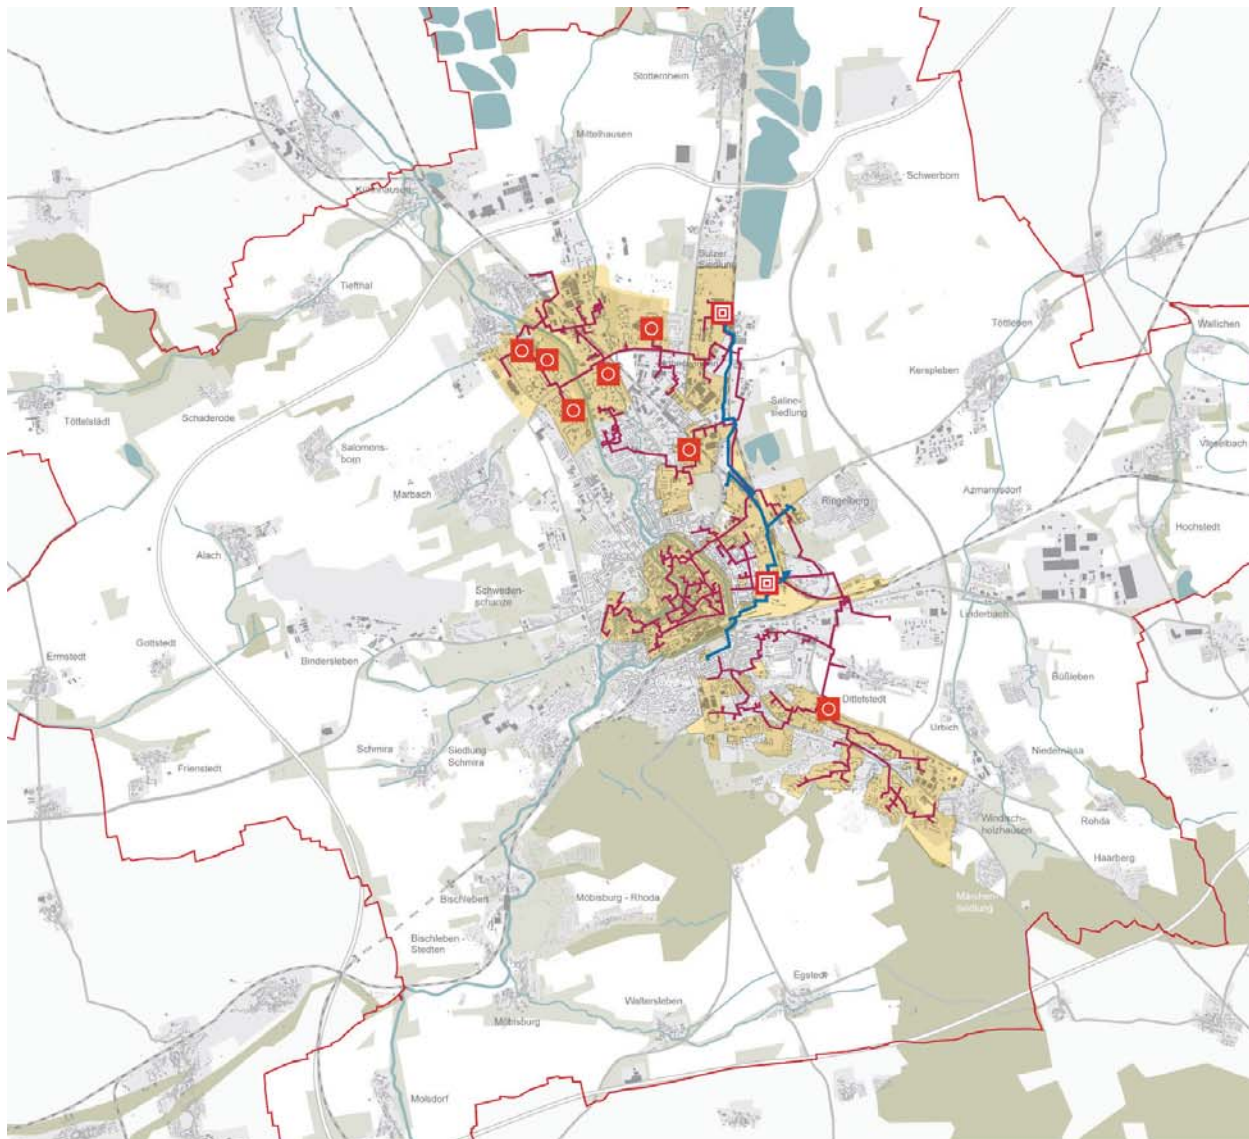 Stotternheim
Mittelhausen
Schwerborn
Kühnhausen
Sulzer
Siedlung
Tiefthal
Töttleben
Wallichen
Kerspleben
Töttelstädt
Schaderode
Saline-
siedlung
Salomons-
born
Vieselbach
Marbach
Azmannsdorf
Ringelberg
Hochstedt
Alach
Schweden-
schanze
Linderbach
Gottstedt
Ermstedt
Bindersleben
Büßleben
Dittelstedt
Urbich
Schmira
Siedlung
Schmira
Niedernissa
Frienstedt
Windisch-
holzhausen
Rohda
Haarberg
Bischleben
Möbisburg - Rhoda
Märchen-
siedlung
Bischleben -
Stedten
Egstedt
Waltersleben
Möbisburg
Molsdorf